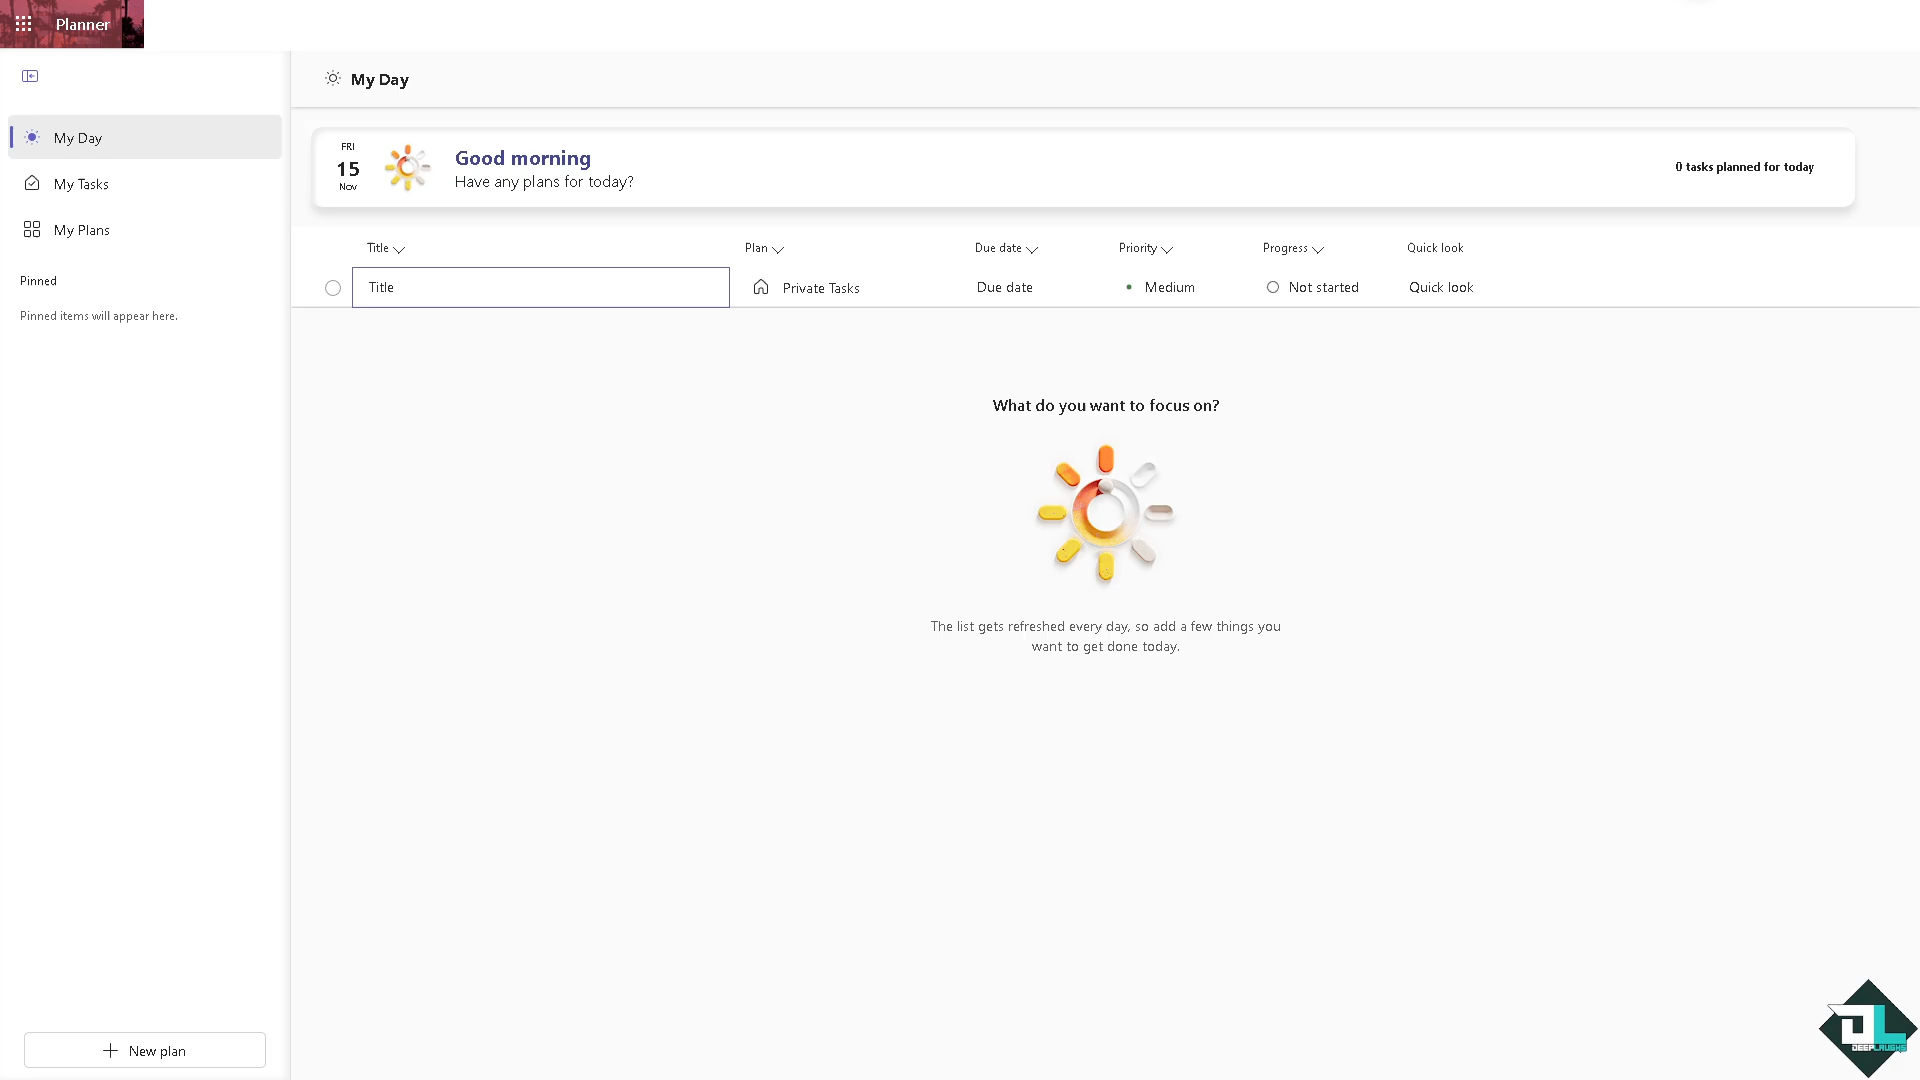 Planner
My Day
My Day
My Tasks
My Plans
Pinned
Pinned items will appear here.
FRI
15
Nov
Good morning
Have any plans for today?
0 tasks planned for today
Title Plan Due date Priority Progress Quick look
Title Private Tasks Due date Medium Not started Quick look
What do you want to focus on?
The list gets refreshed every day, so add a few things you
want to get done today.
New plan
DL
DEEPLAUGHS